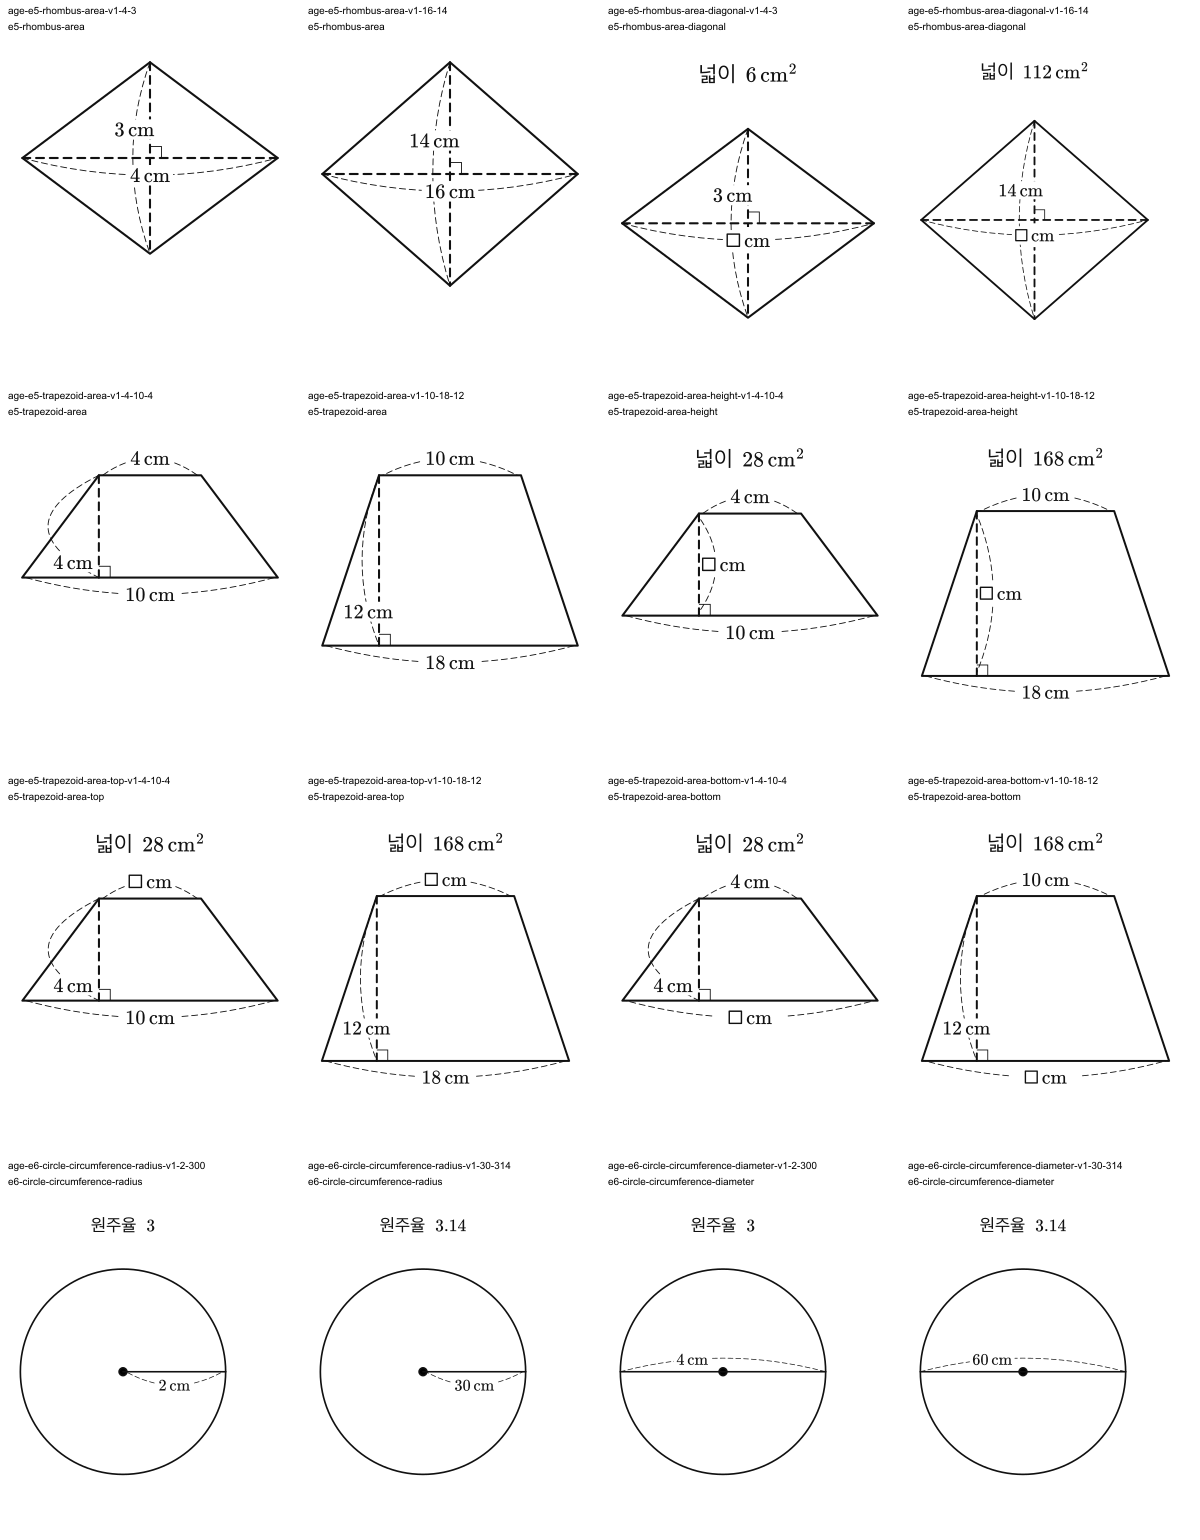 age-e5-rhombus-area-v1-4-3
e5-rhombus-area
3 cm
4 cm
age-e5-rhombus-area-v1-16-14
e5-rhombus-area
14 cm
16 cm
age-e5-rhombus-area-diagonal-v1-4-3
e5-rhombus-area-diagonal
넓이 6 cm²
3 cm
□ cm
age-e5-rhombus-area-diagonal-v1-16-14
e5-rhombus-area-diagonal
넓이 112 cm²
14 cm
□ cm
age-e5-trapezoid-area-v1-4-10-4
e5-trapezoid-area
4 cm
4 cm
10 cm
age-e5-trapezoid-area-v1-10-18-12
e5-trapezoid-area
10 cm
12 cm
18 cm
age-e5-trapezoid-area-height-v1-4-10-4
e5-trapezoid-area-height
넓이 28 cm²
4 cm
□ cm
10 cm
age-e5-trapezoid-area-height-v1-10-18-12
e5-trapezoid-area-height
넓이 168 cm²
10 cm
□ cm
18 cm
age-e5-trapezoid-area-top-v1-4-10-4
e5-trapezoid-area-top
넓이 28 cm²
□ cm
4 cm
10 cm
age-e5-trapezoid-area-top-v1-10-18-12
e5-trapezoid-area-top
넓이 168 cm²
□ cm
12 cm
18 cm
age-e5-trapezoid-area-bottom-v1-4-10-4
e5-trapezoid-area-bottom
넓이 28 cm²
4 cm
4 cm
□ cm
age-e5-trapezoid-area-bottom-v1-10-18-12
e5-trapezoid-area-bottom
넓이 168 cm²
10 cm
12 cm
□ cm
age-e6-circle-circumference-radius-v1-2-300
e6-circle-circumference-radius
원주율 3
2 cm
age-e6-circle-circumference-radius-v1-30-314
e6-circle-circumference-radius
원주율 3.14
30 cm
age-e6-circle-circumference-diameter-v1-2-300
e6-circle-circumference-diameter
원주율 3
4 cm
age-e6-circle-circumference-diameter-v1-30-314
e6-circle-circumference-diameter
원주율 3.14
60 cm